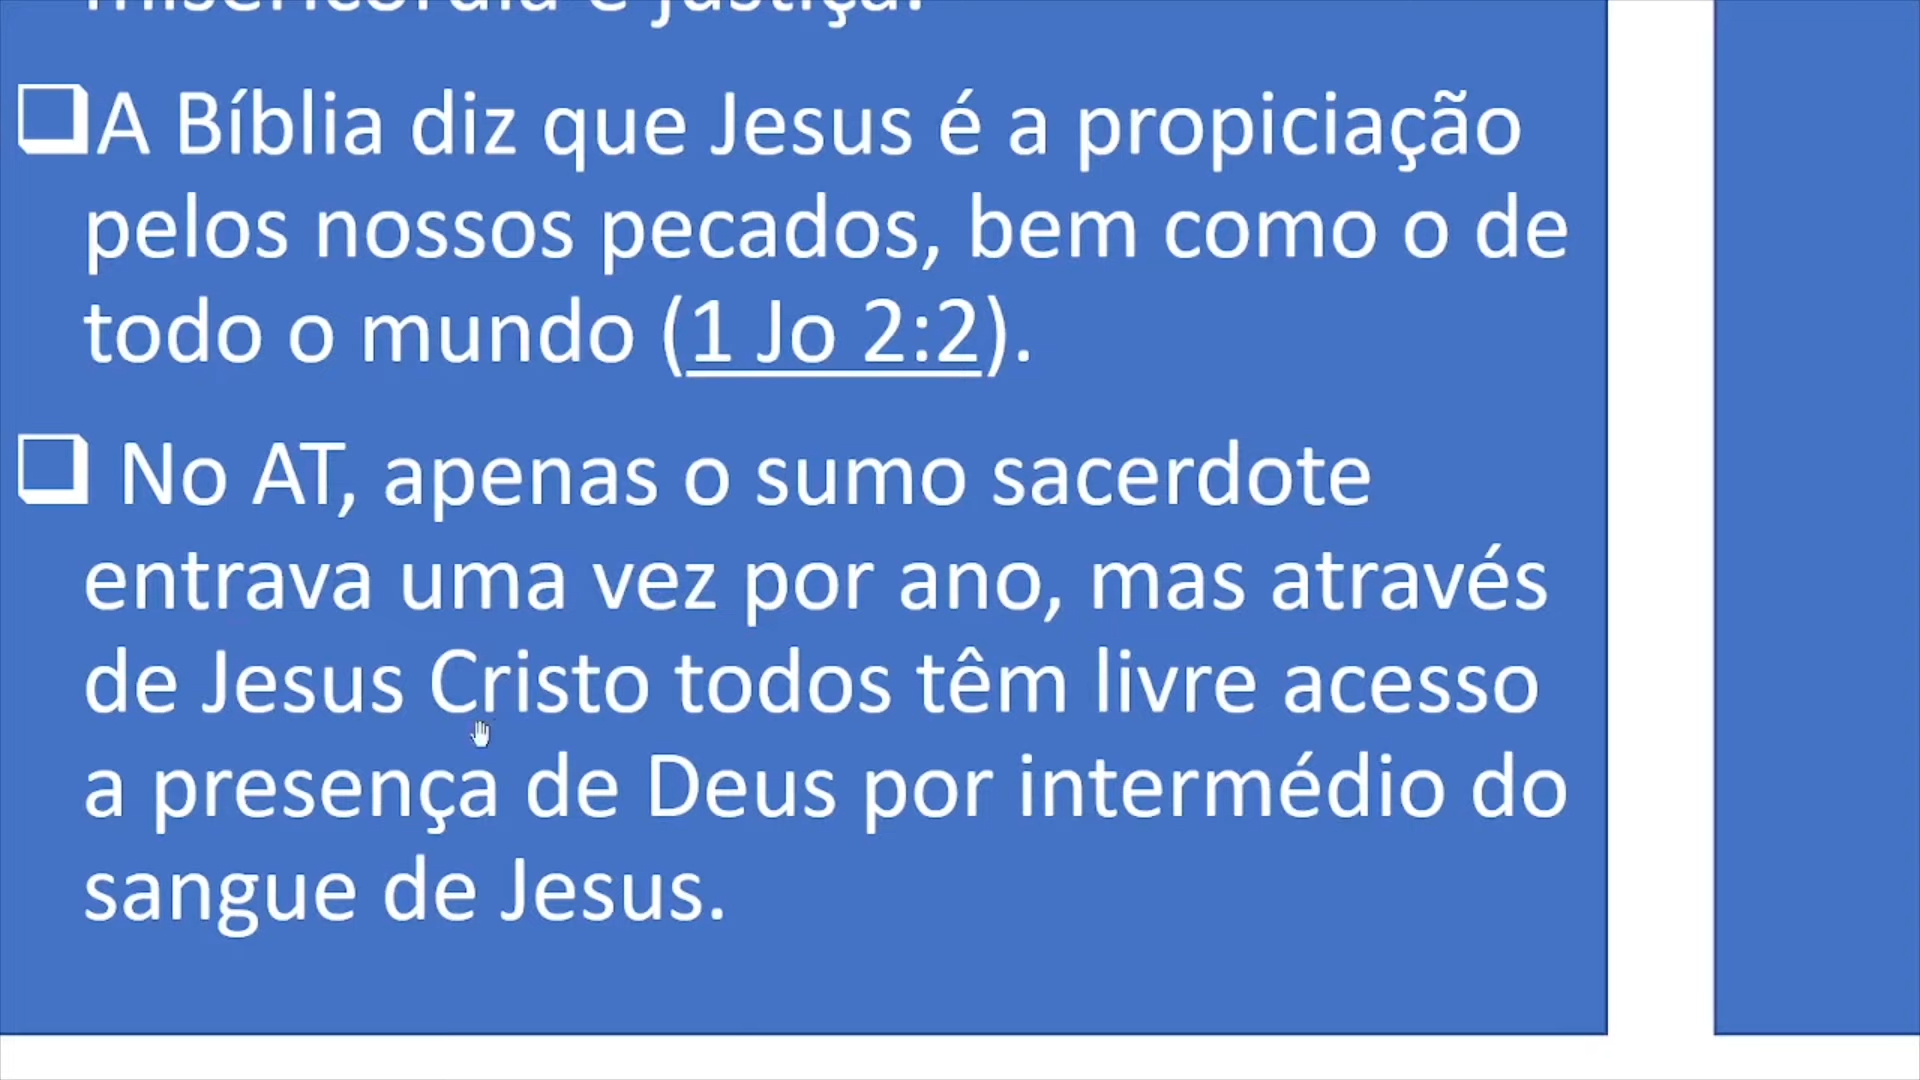 misericórdia e justiça.
❑A Bíblia diz que Jesus é a propiciação
pelos nossos pecados, bem como o de
todo o mundo (1 Jo 2:2).
❑ No AT, apenas o sumo sacerdote
entrava uma vez por ano, mas através
de Jesus Cristo todos têm livre acesso
a presença de Deus por intermédio do
sangue de Jesus.